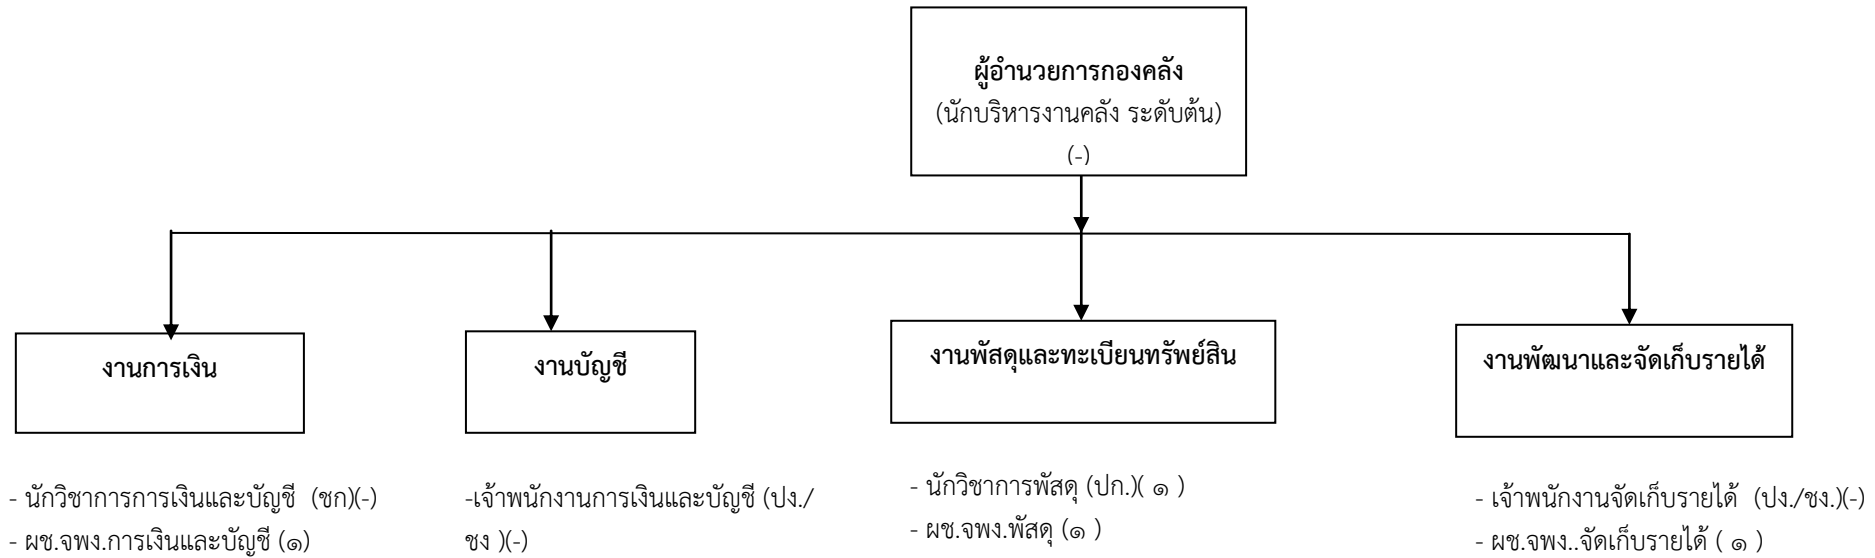 ผู้อำนวยการกองคลัง
(นักบริหารงานคลัง ระดับต้น)
(-)
งานการเงิน
งานบัญชี
งานพัสดุและทะเบียนทรัพย์สิน
งานพัฒนาและจัดเก็บรายได้
- นักวิชาการการเงินและบัญชี (ชก)(-)
- ผช.จพง.การเงินและบัญชี (๑)
-เจ้าพนักงานการเงินและบัญชี (ปง./
ชง )(-)
- นักวิชาการพัสดุ (ปก.)( ๑ )
- ผช.จพง.พัสดุ (๑ )
- เจ้าพนักงานจัดเก็บรายได้ (ปง./ชง.)(-)
- ผช.จพง..จัดเก็บรายได้ ( ๑ )